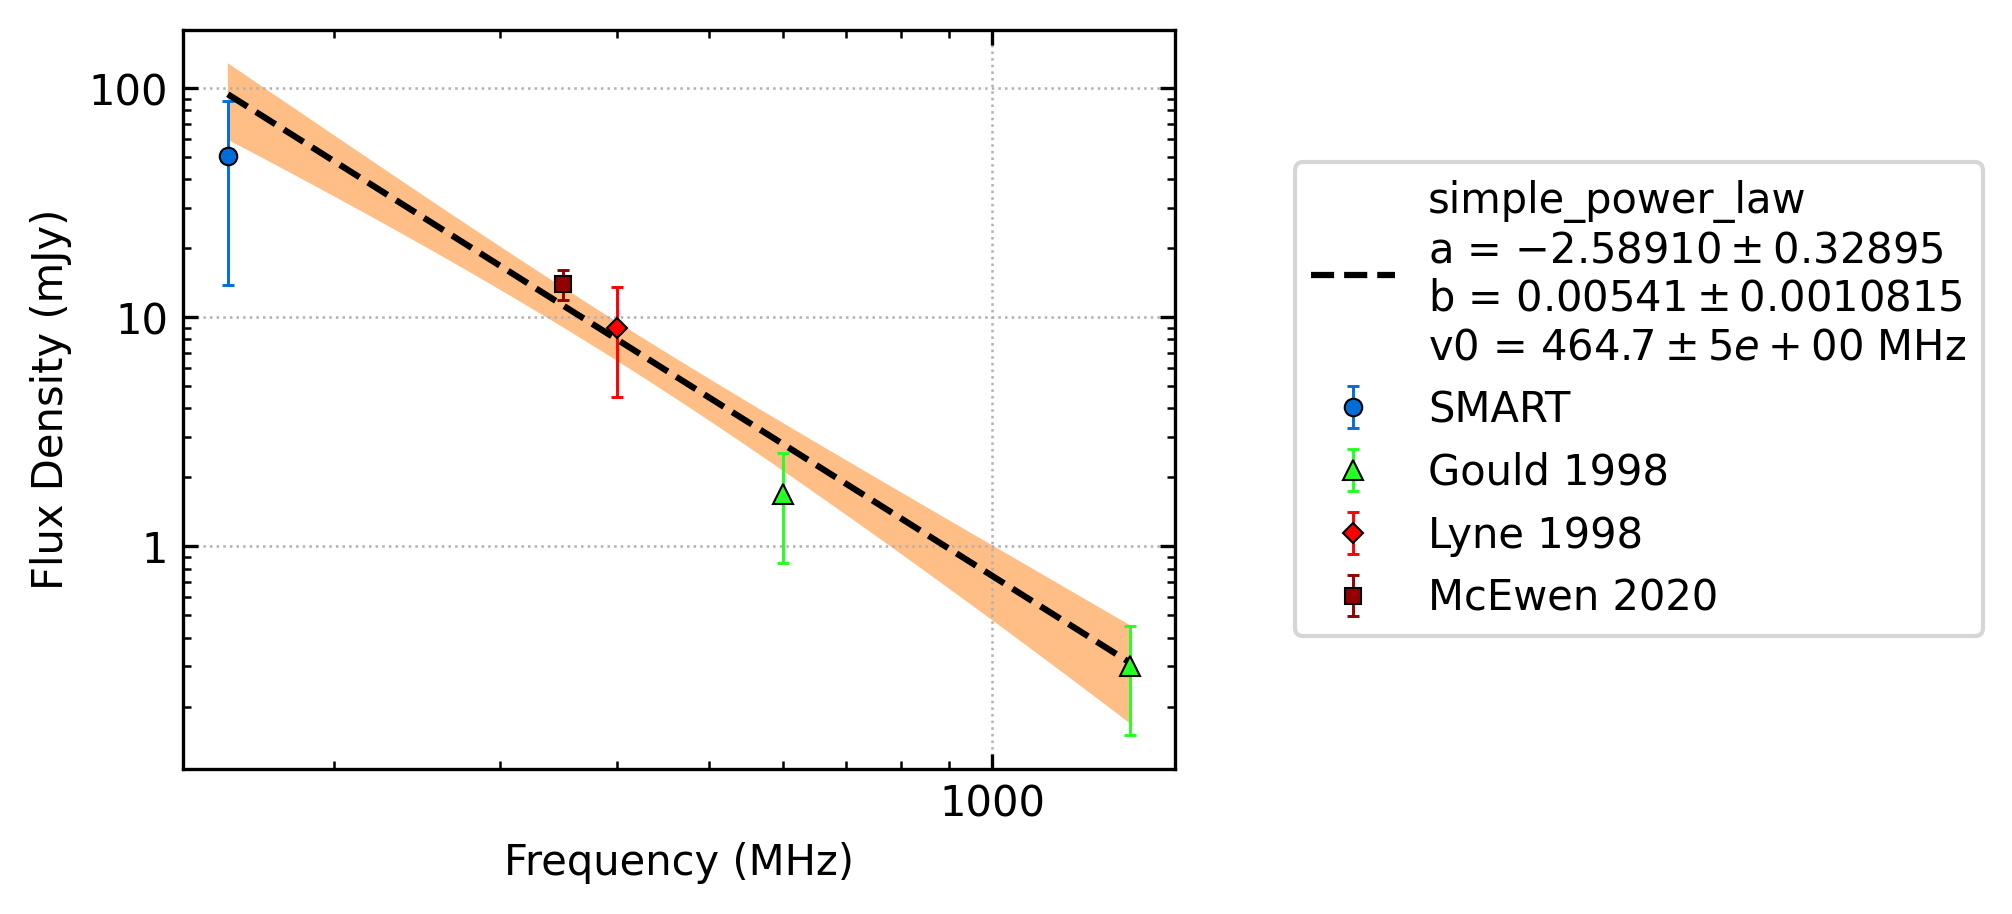 100
10
1
Flux Density (mJy)
1000
Frequency (MHz)
simple_power_law
a = −2.58910 ± 0.32895
b = 0.00541 ± 0.0010815
v0 = 464.7 ± 5e + 00 MHz
SMART
Gould 1998
Lyne 1998
McEwen 2020